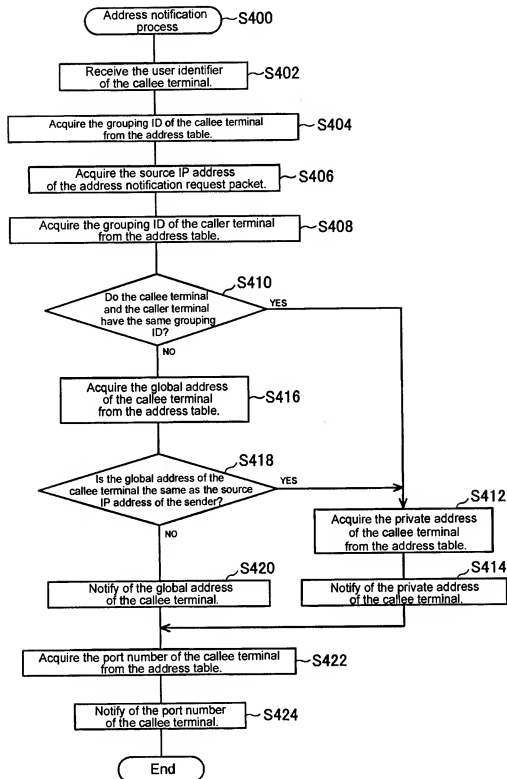 Address notification
process
S400
Receive the user identifier
of the callee terminal.
S402
Acquire the grouping ID of the callee terminal
from the address table.
S404
Acquire the source IP address
of the address notification request packet.
S406
Acquire the grouping ID of the caller terminal
from the address table.
S408
S410
Do the callee terminal
and the caller terminal
have the same grouping
ID?
YES
NO
Acquire the global address
of the callee terminal
from the address table.
S416
S418
Is the global address of the
callee terminal the same as the source
IP address of the sender?
YES
NO
S412
Acquire the private address
of the callee terminal
from the address table.
S420
Notify of the global address
of the callee terminal.
S414
Notify of the private address
of the callee terminal.
Acquire the port number of the callee terminal
from the address table.
S422
Notify of the port number
of the callee terminal.
S424
End